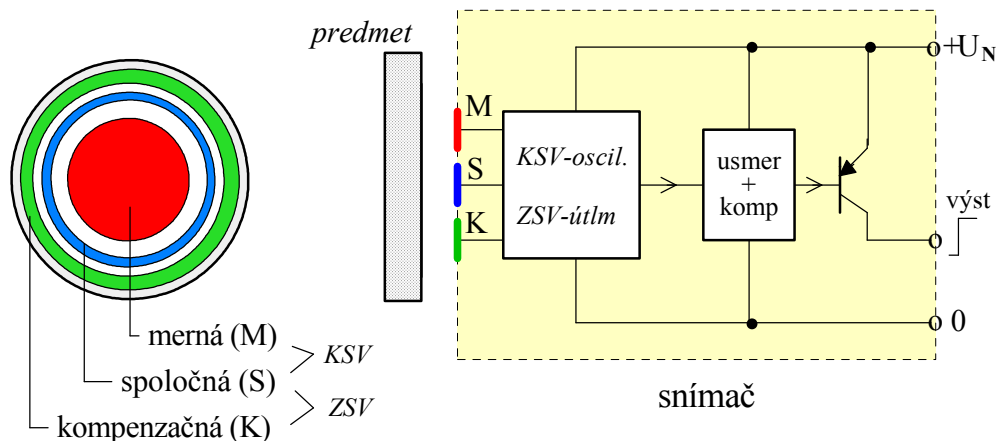 predmet
+U_N
M
S
K
KSV-oscil.
ZSV-útlm
usmer
+
komp
výst
0
merná (M)
spoločná (S)
kompenzačná (K)
KSV
ZSV
snímač